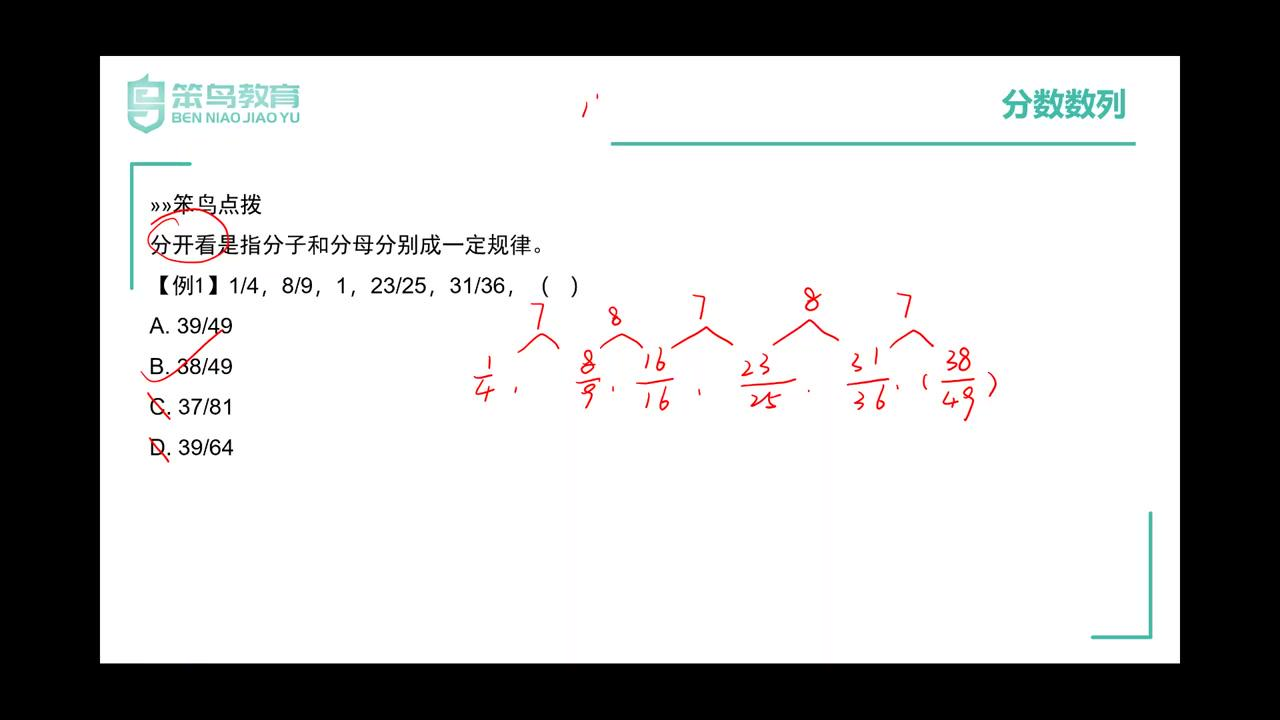 笨鸟教育
BEN NIAO JIAO YU
分数数列
»»笨鸟点拨
分开看是指分子和分母分别成一定规律。
【例1】1/4，8/9，1，23/25，31/36，（ ）
A. 39/49
B. 38/49
C. 37/81
D. 39/64
7 8 7 8 7
1/4, 8/9, 16/16, 23/25, 31/36, (38/49)